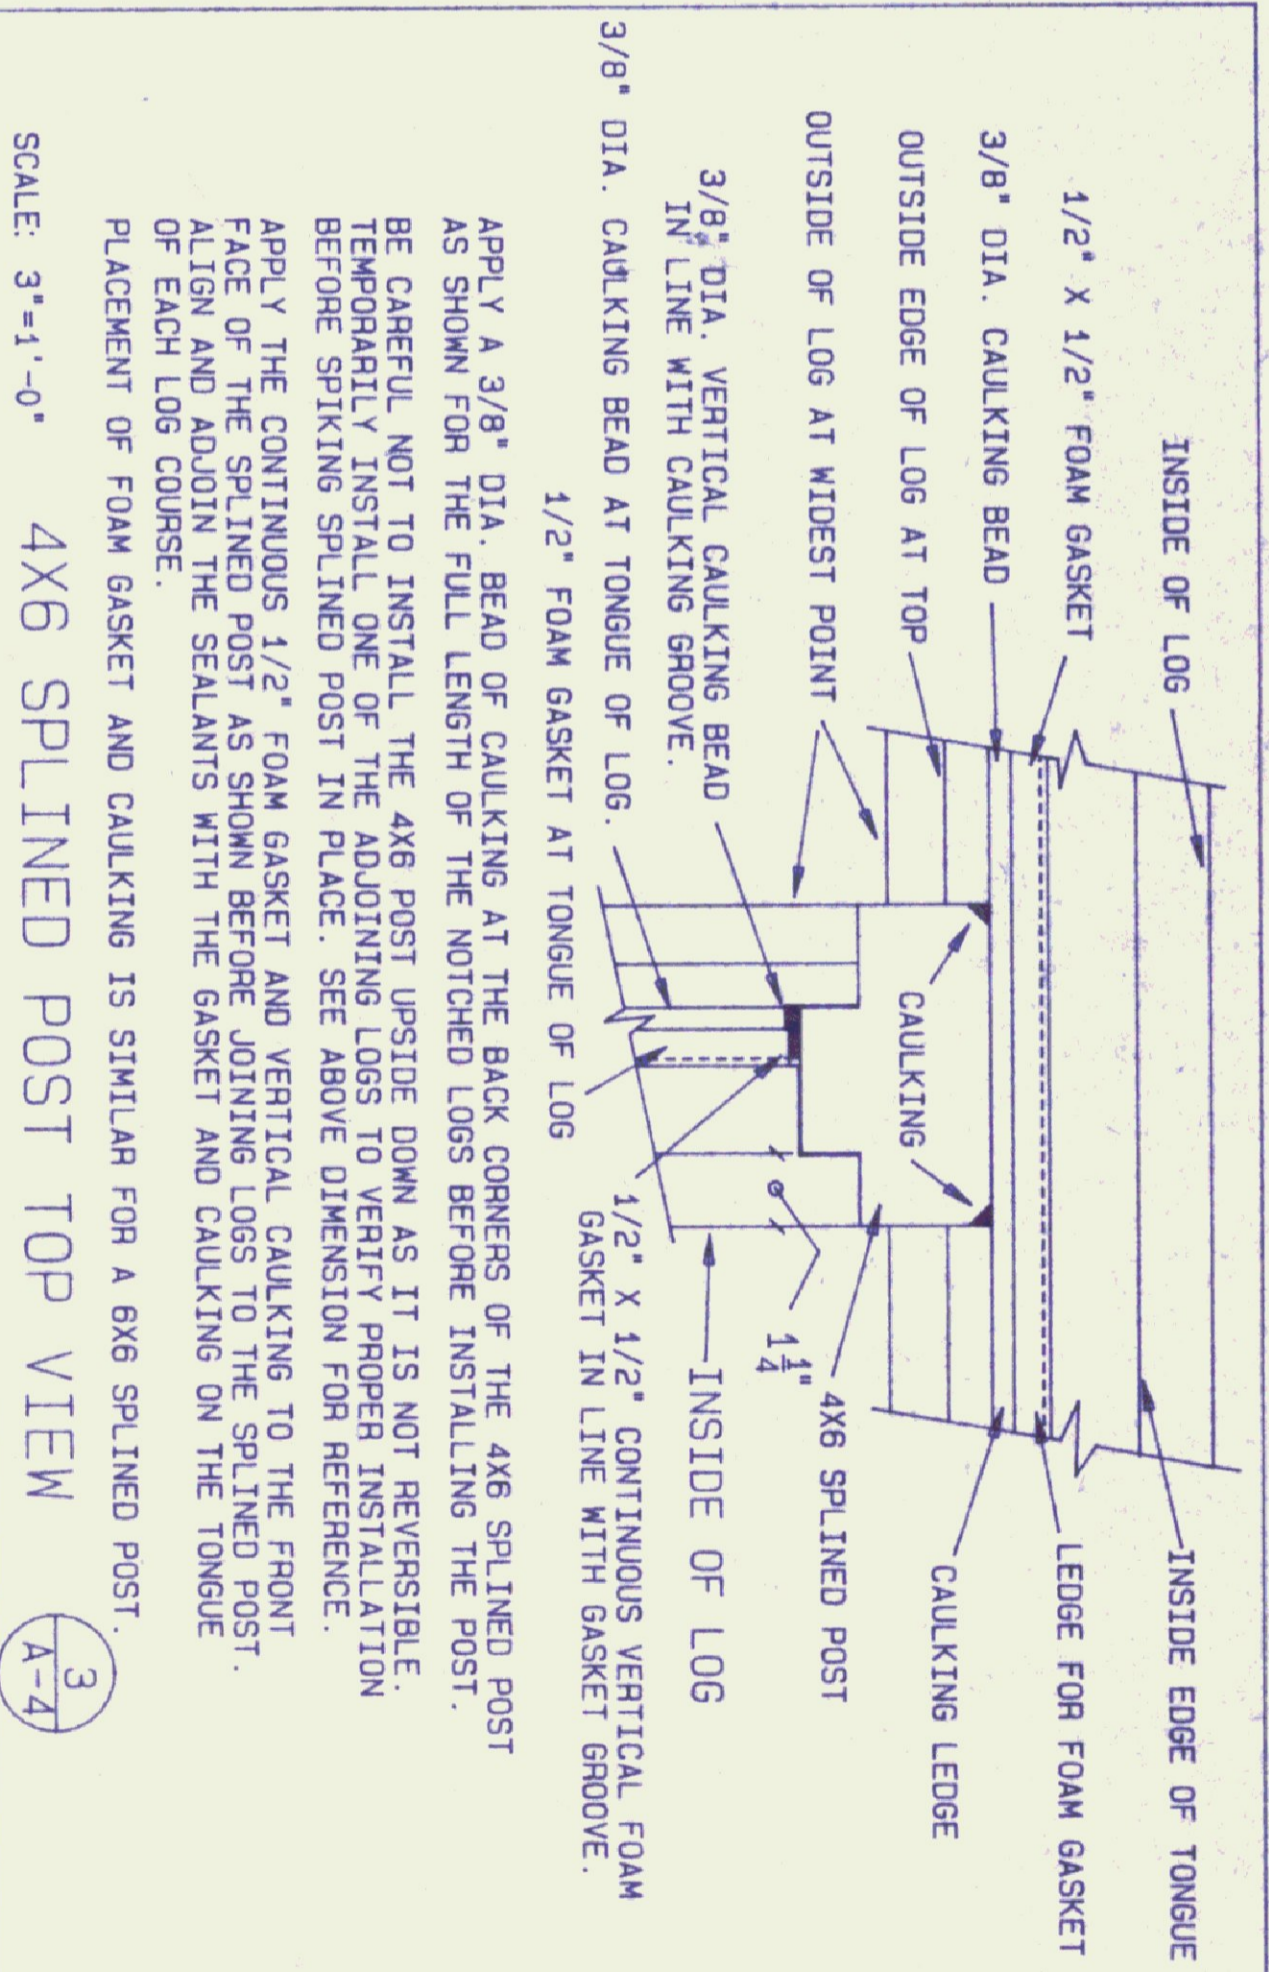 INSIDE OF LOG
1/2" X 1/2" FOAM GASKET
3/8" DIA. CAULKING BEAD
OUTSIDE EDGE OF LOG AT TOP
OUTSIDE OF LOG AT WIDEST POINT
3/8" DIA. VERTICAL CAULKING BEAD
IN LINE WITH CAULKING GROOVE.
3/8" DIA. CAULKING BEAD AT TONGUE OF LOG.
1/2" FOAM GASKET AT TONGUE OF LOG
CAULKING
INSIDE EDGE OF TONGUE
LEDGE FOR FOAM GASKET
CAULKING LEDGE
4X6 SPLINED POST
1 1/4"
INSIDE OF LOG
1/2" X 1/2" CONTINUOUS VERTICAL FOAM
GASKET IN LINE WITH GASKET GROOVE.
APPLY A 3/8" DIA. BEAD OF CAULKING AT THE BACK CORNERS OF THE 4X6 SPLINED POST
AS SHOWN FOR THE FULL LENGTH OF THE NOTCHED LOGS BEFORE INSTALLING THE POST.
BE CAREFUL NOT TO INSTALL THE 4X6 POST UPSIDE DOWN AS IT IS NOT REVERSIBLE.
TEMPORARILY INSTALL ONE OF THE ADJOINING LOGS TO VERIFY PROPER INSTALLATION
BEFORE SPIKING SPLINED POST IN PLACE. SEE ABOVE DIMENSION FOR REFERENCE.
APPLY THE CONTINUOUS 1/2" FOAM GASKET AND VERTICAL CAULKING TO THE FRONT
FACE OF THE SPLINED POST AS SHOWN BEFORE JOINING LOGS TO THE SPLINED POST.
ALIGN AND ADJOIN THE SEALANTS WITH THE GASKET AND CAULKING ON THE TONGUE
OF EACH LOG COURSE.
PLACEMENT OF FOAM GASKET AND CAULKING IS SIMILAR FOR A 6X6 SPLINED POST.
SCALE: 3"=1'-0"
4X6 SPLINED POST TOP VIEW
3
A-4